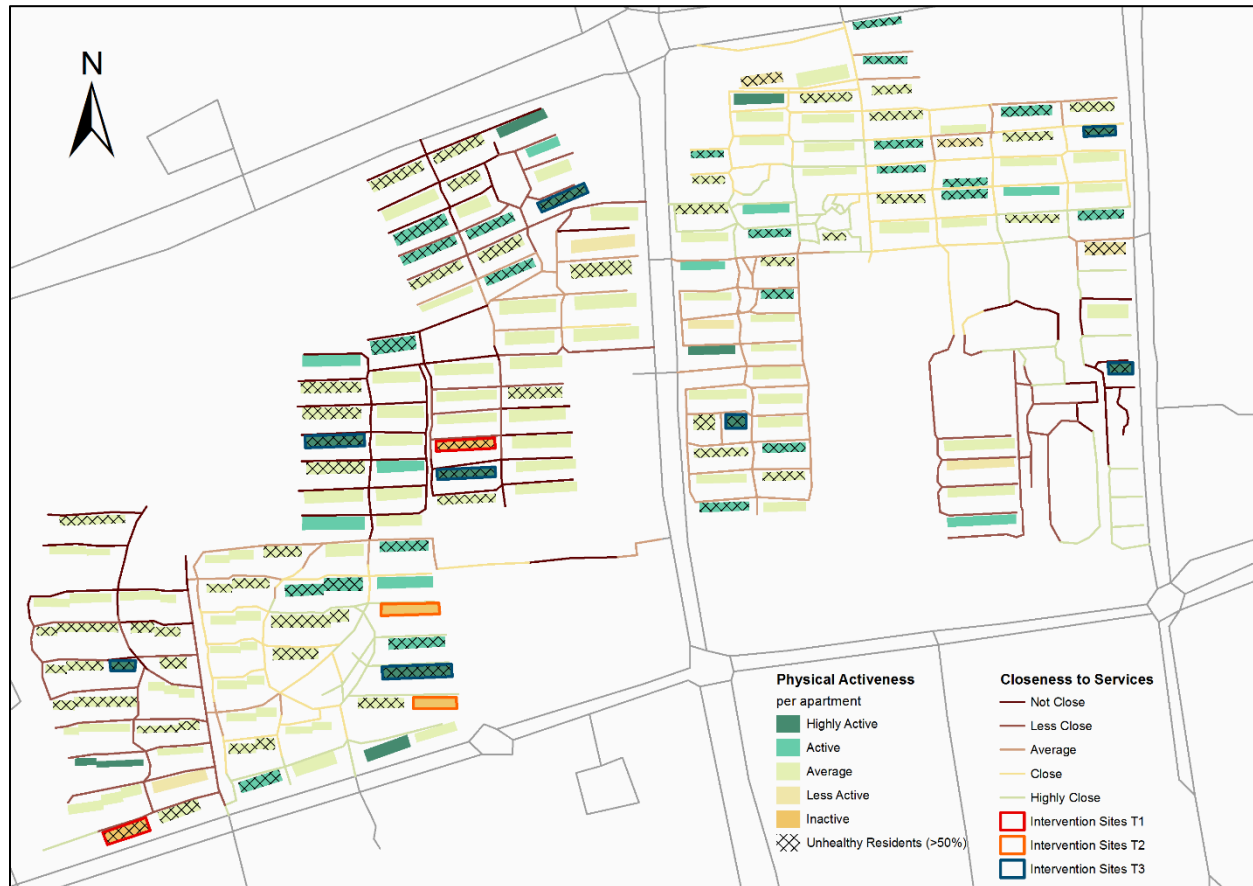 N
Physical Activeness
per apartment
Highly Active
Active
Average
Less Active
Inactive
Unhealthy Residents (>50%)
Closeness to Services
Not Close
Less Close
Average
Close
Highly Close
Intervention Sites T1
Intervention Sites T2
Intervention Sites T3